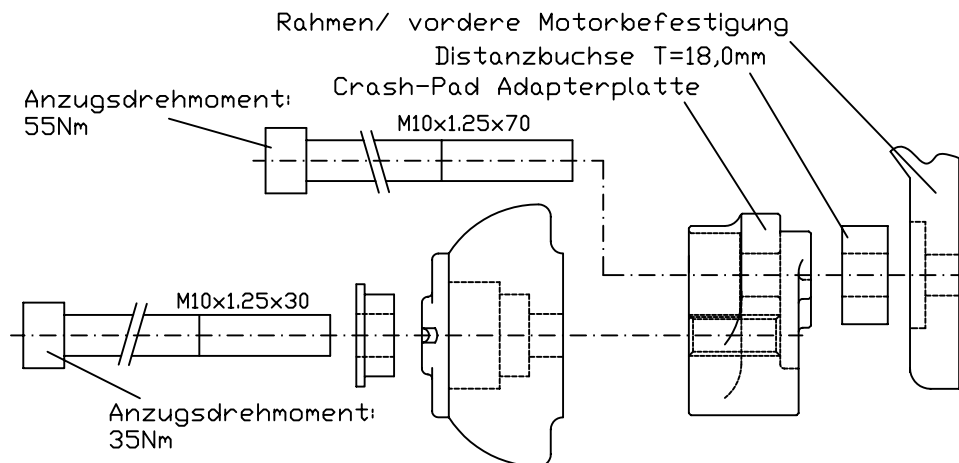 Rahmen/ vordere Motorbefestigung
Distanzbuchse T=18,0mm
Crash-Pad Adapterplatte
Anzugsdrehmoment:
55Nm
M10x1.25x70
M10x1.25x30
Anzugsdrehmoment:
35Nm